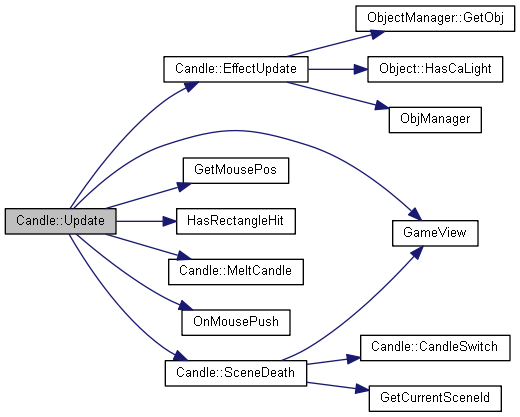 ObjectManager::GetObj
Candle::EffectUpdate
Object::HasCaLight
ObjManager
GetMousePos
Candle::Update
HasRectangleHit
GameView
Candle::MeltCandle
OnMousePush
Candle::CandleSwitch
Candle::SceneDeath
GetCurrentSceneId